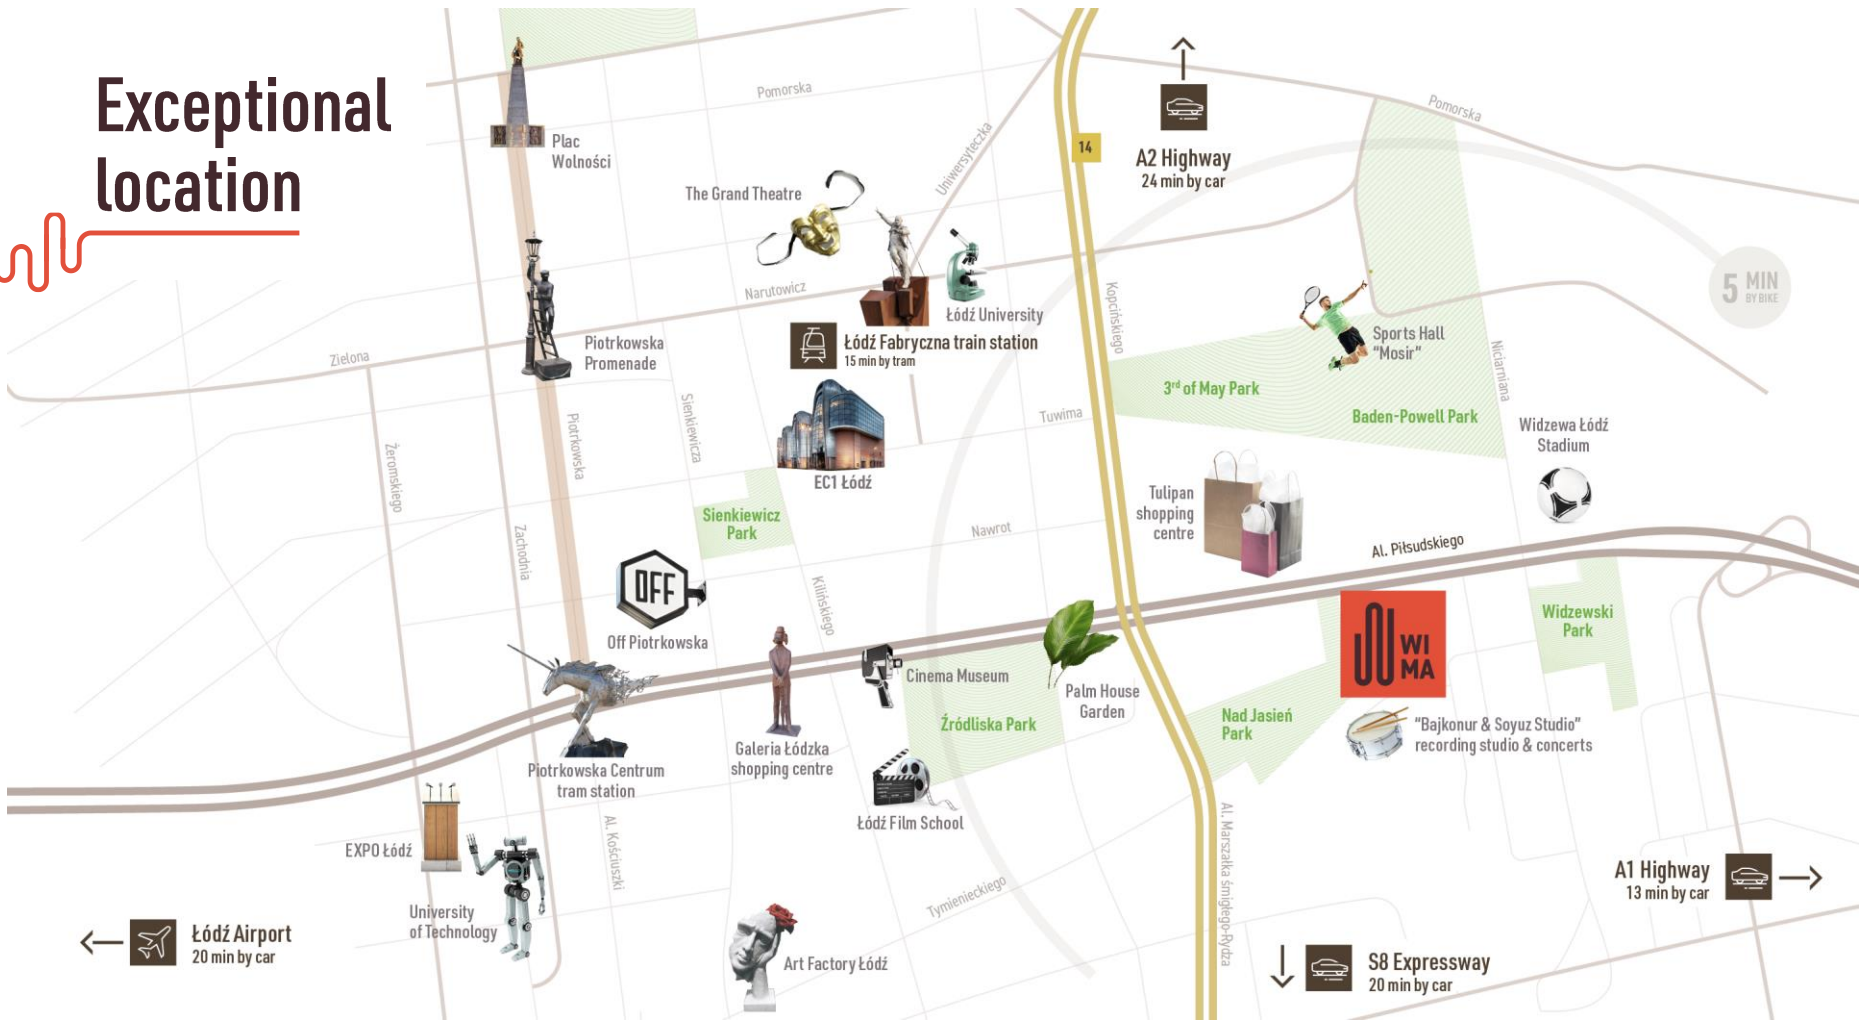 Exceptional
location
Plac
Wolności
Pomorska
The Grand Theatre
Uniwersyteczka
14
A2 Highway
24 min by car
Pomorska
5 MIN
BY BIKE
Narutowicz
Łódź University
Kopcińskiego
Piotrkowska
Promenade
Zielona
Łódź Fabryczna train station
15 min by tram
Sports Hall
“Mosir”
Niciarniana
3rd of May Park
Baden-Powell Park
Sienkiewicza
Piotrkowska
Żeromskiego
Tuwima
Widzewa Łódź
Stadium
EC1 Łódź
Tulipan
shopping
centre
Sienkiewicz
Park
Zachodnia
Nawrot
Al. Piłsudskiego
OFF
Off Piotrkowska
Kilińskiego
WI
MA
Widzewski
Park
Cinema Museum
Palm House
Garden
Źródliska Park
Nad Jasień
Park
“Bajkonur & Soyuz Studio”
recording studio & concerts
Galeria Łódzka
shopping centre
Piotrkowska Centrum
tram station
Łódź Film School
Al. Kościuszki
Al. Marszałka śmigłego-Rydza
EXPO Łódź
University
of Technology
Tymienieckiego
A1 Highway
13 min by car
Łódź Airport
20 min by car
Art Factory Łódź
S8 Expressway
20 min by car